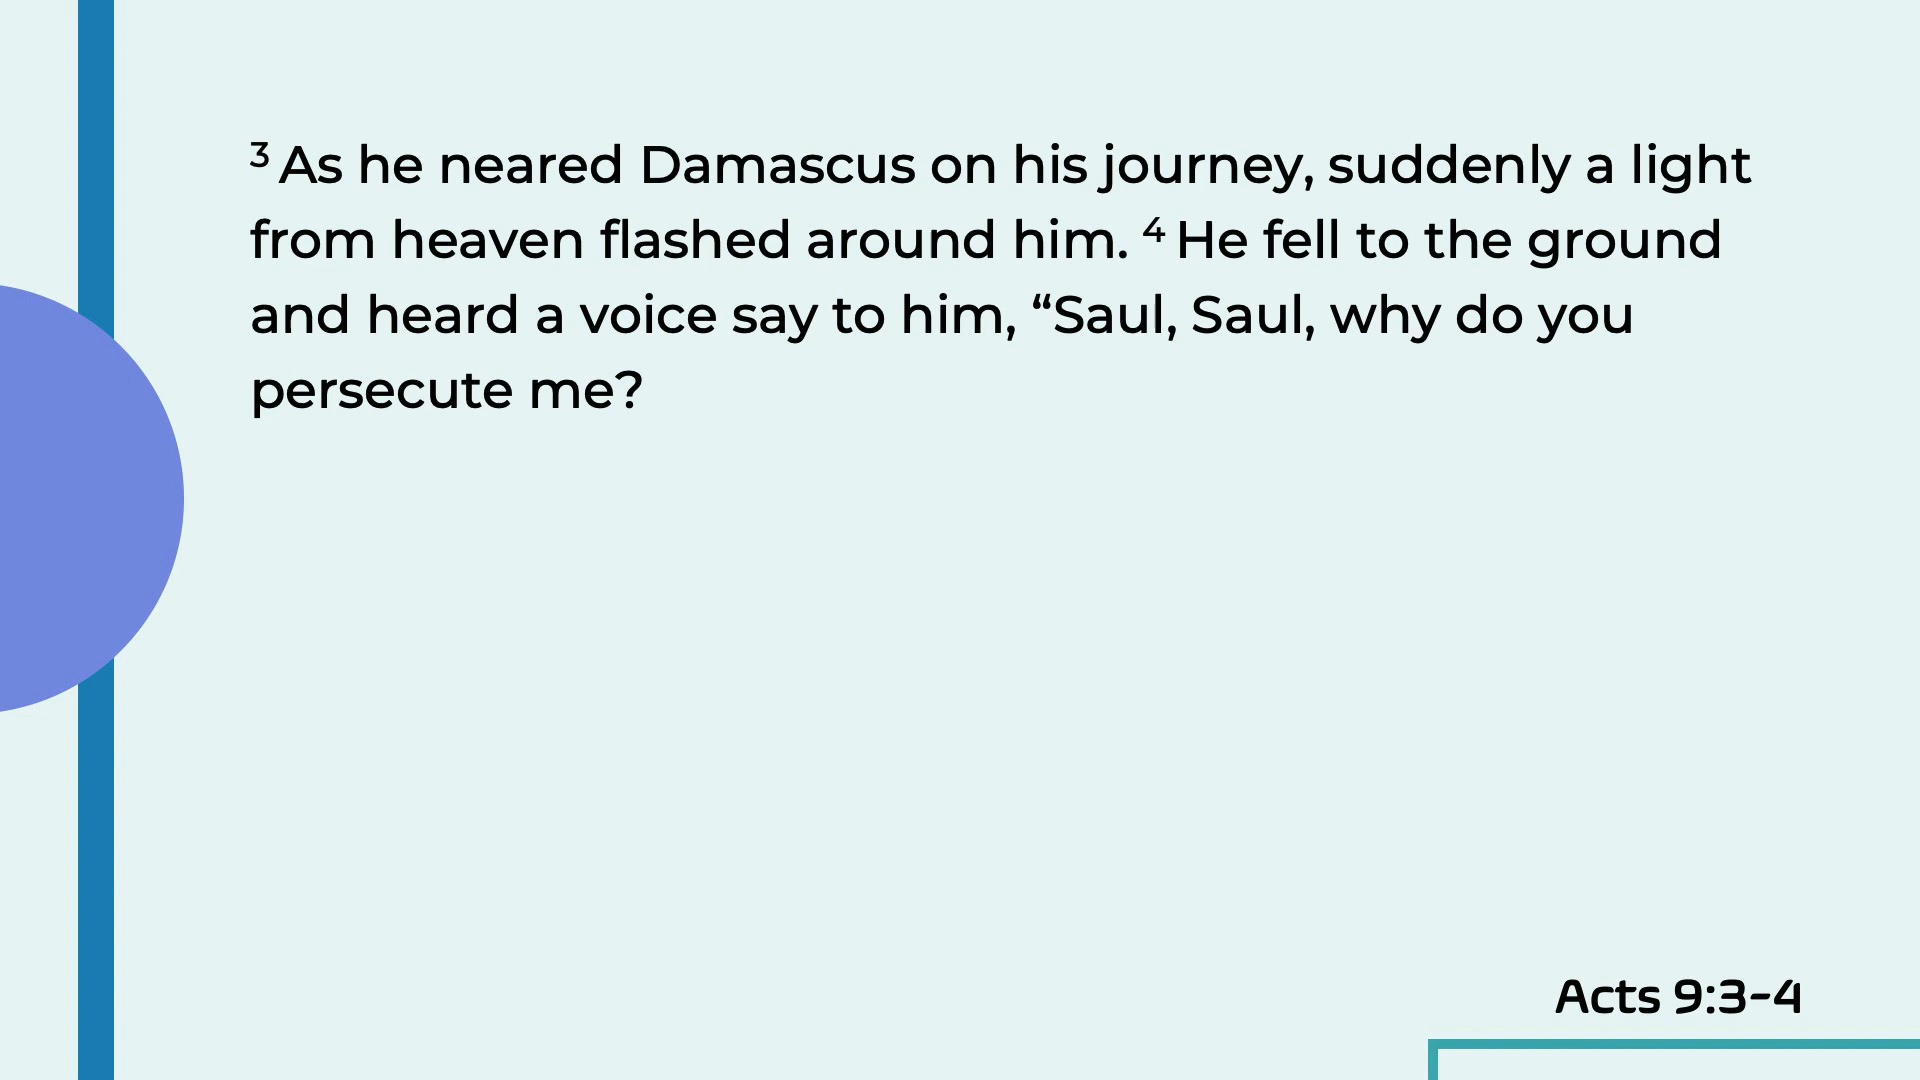 ³ As he neared Damascus on his journey, suddenly a light
from heaven flashed around him. ⁴ He fell to the ground
and heard a voice say to him, “Saul, Saul, why do you
persecute me?
Acts 9:3-4